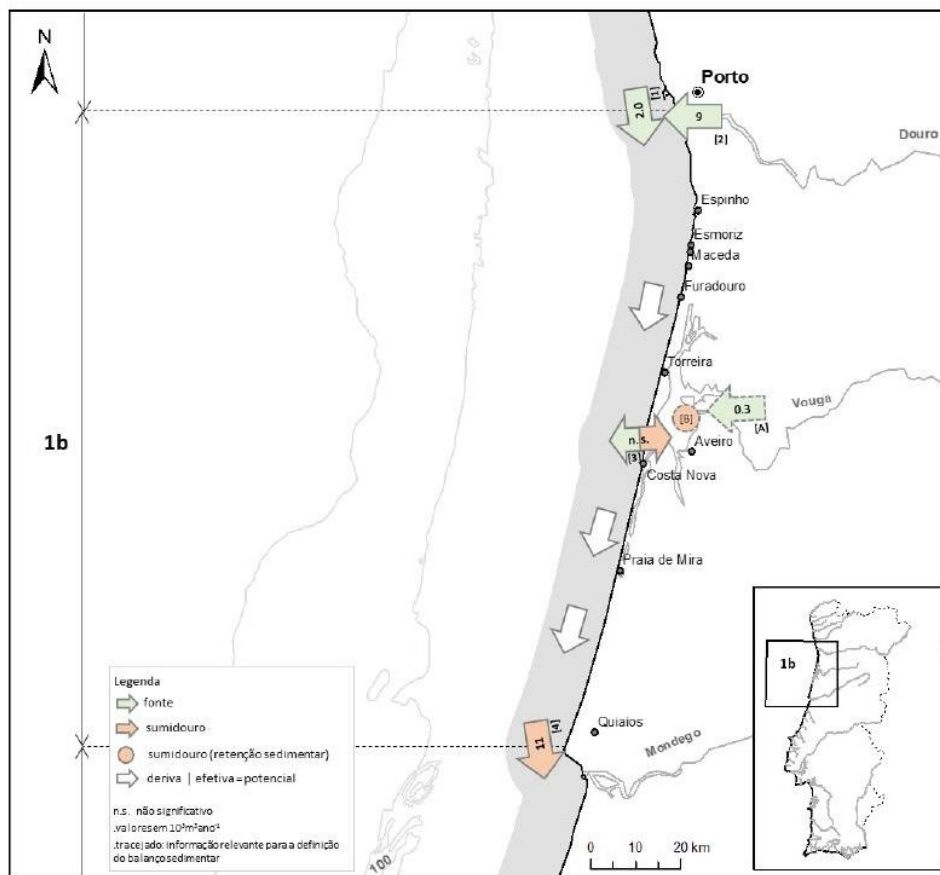 N
Porto
[1]
2.0
9
[2]
Douro
Espinho
Esmoriz
Maceda
Furadouro
Torreira
0.3
[A]
Vouga
[B]
1b
n.s.
[3]
Aveiro
Costa Nova
Praia de Mira
1b
Legenda
fonte
sumidouro
sumidouro (retenção sedimentar)
deriva | efetiva = potencial
n.s. não significativo
.valores em 10⁵m³ano⁻¹
.tracejado: informação relevante para a definição
do balanço sedimentar
[4]
11
Quiaios
Mondego
100
0 10 20 km